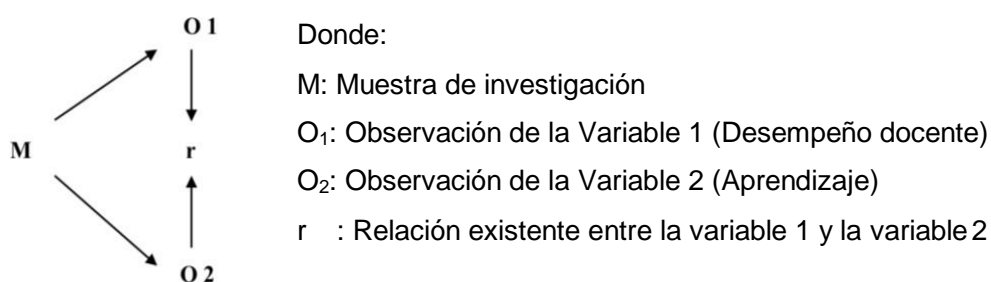 O 1
M
r
O 2
Donde:
M: Muestra de investigación
O₁: Observación de la Variable 1 (Desempeño docente)
O₂: Observación de la Variable 2 (Aprendizaje)
r : Relación existente entre la variable 1 y la variable 2